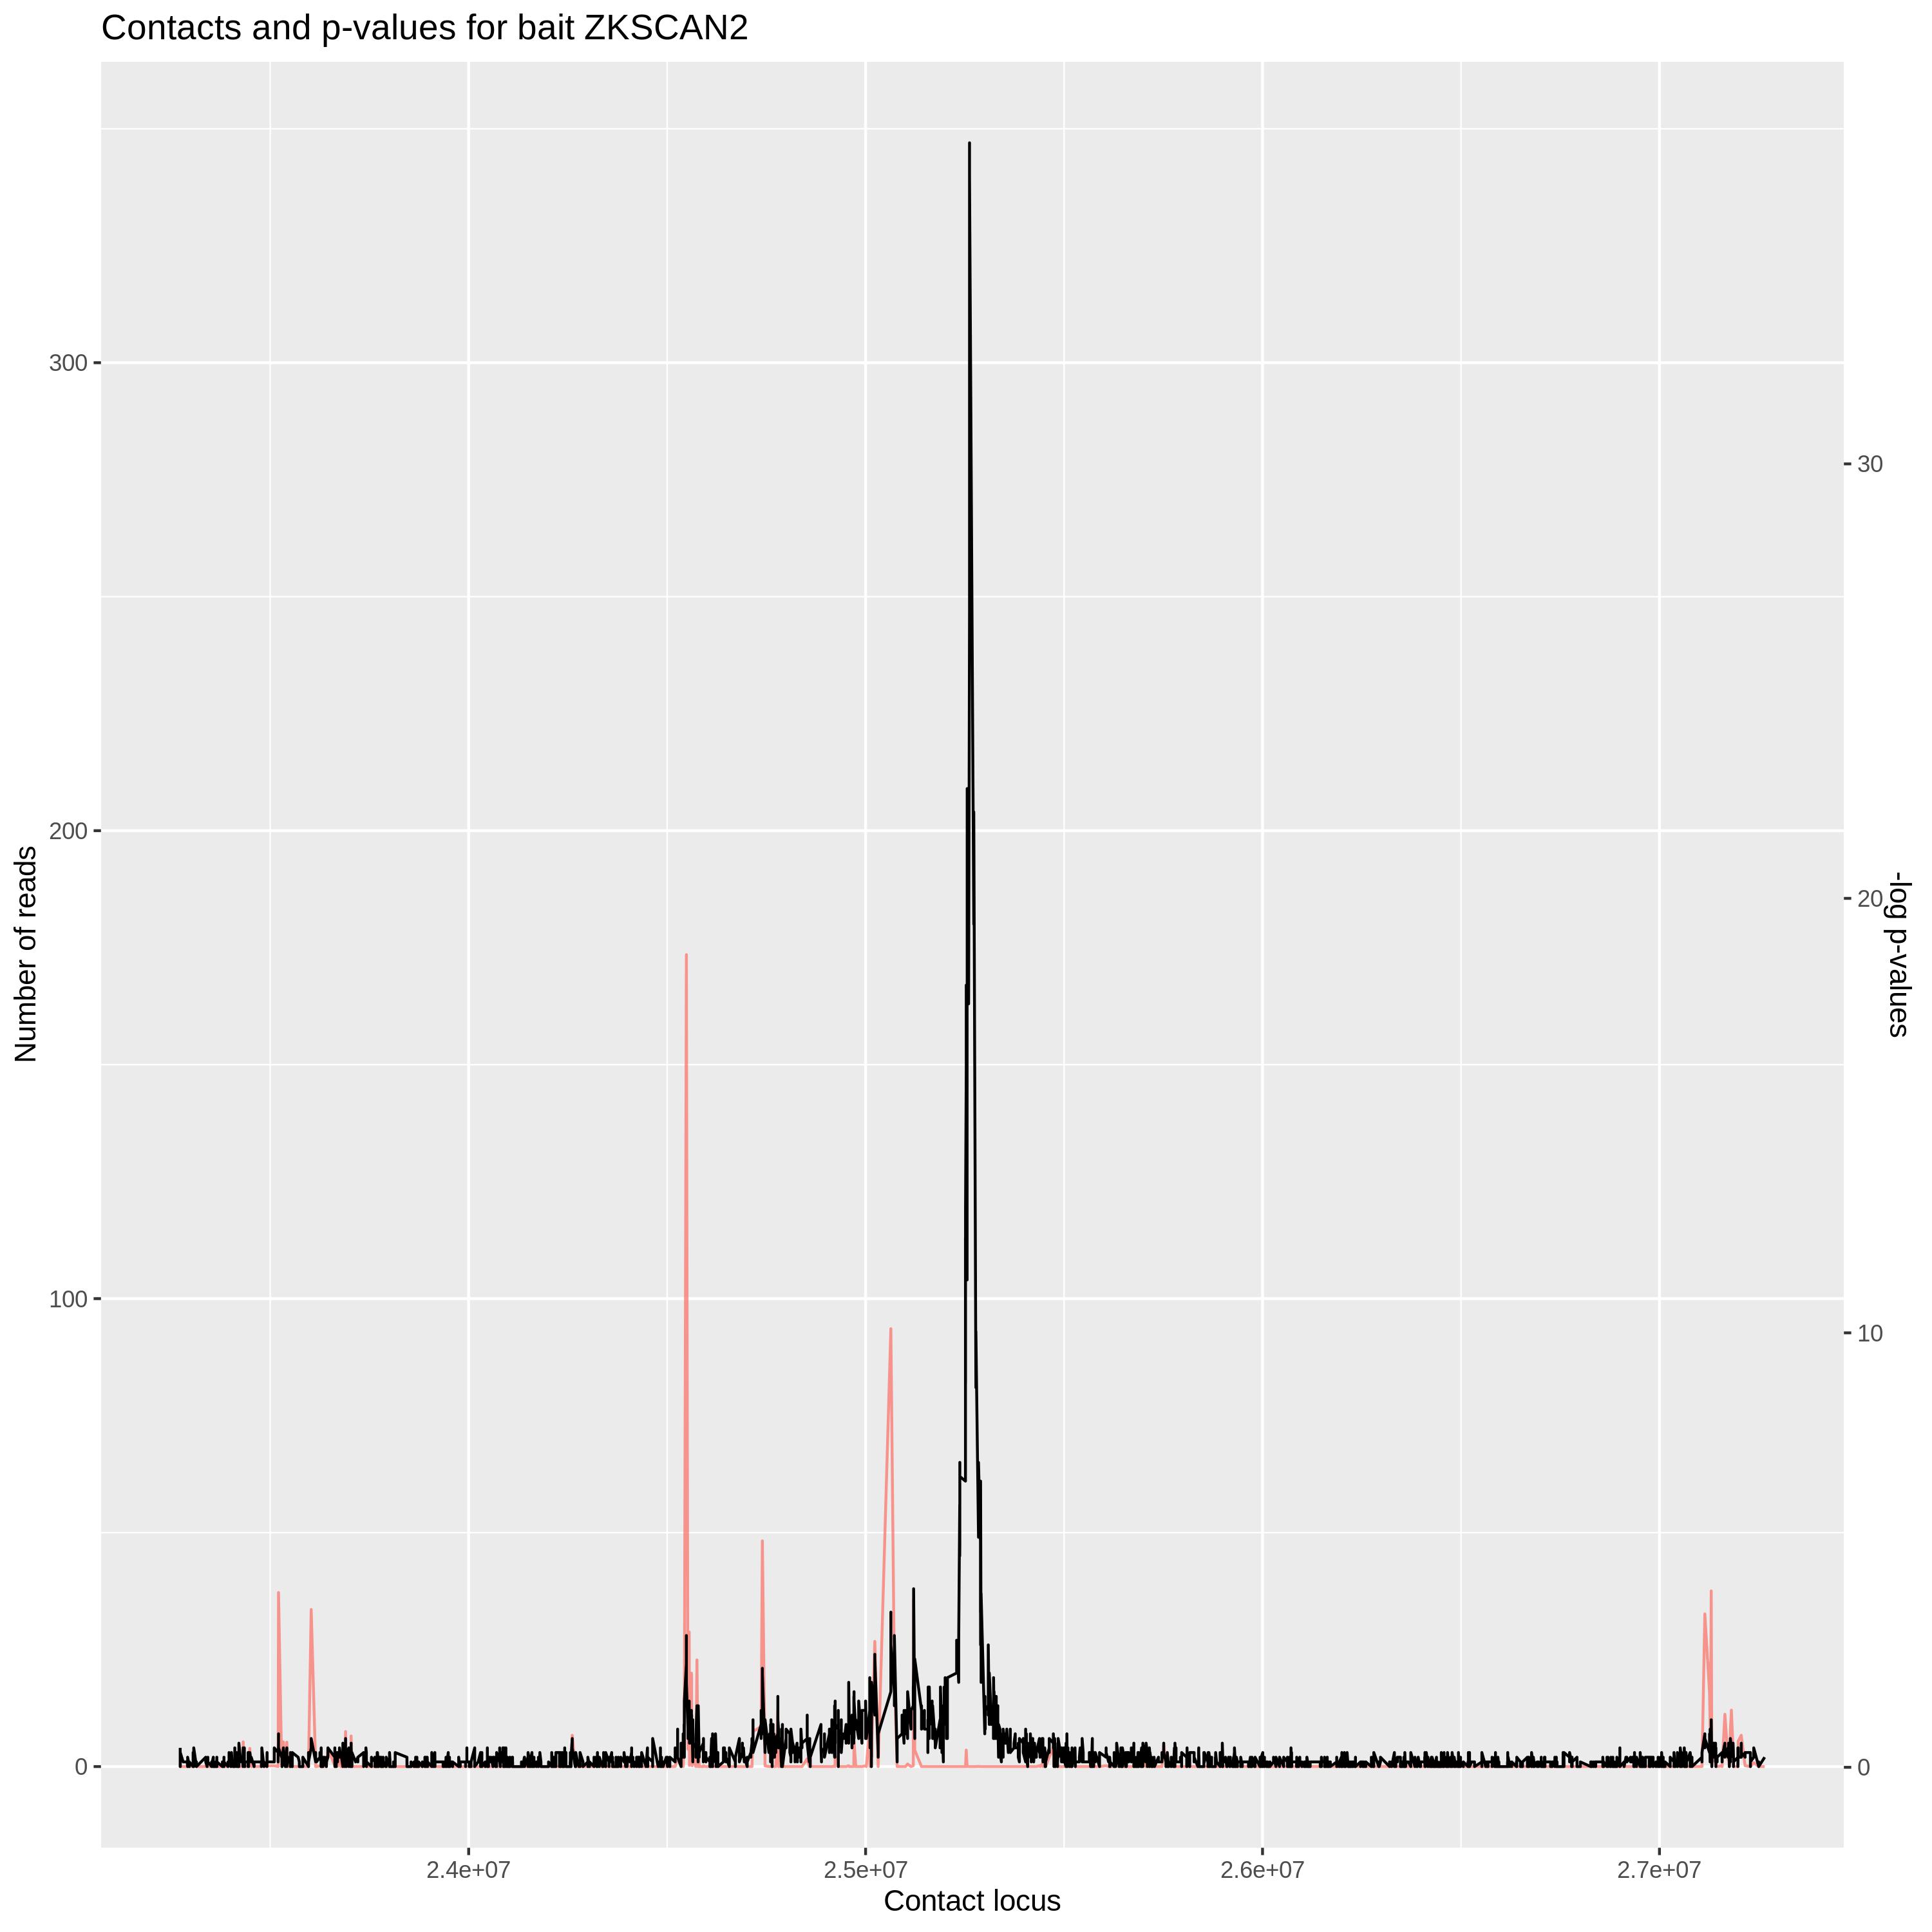 Contacts and p-values for bait ZKSCAN2
300
200
100
0
Number of reads
30
20
10
0
-log p-values
2.4e+07
2.5e+07
2.6e+07
2.7e+07
Contact locus